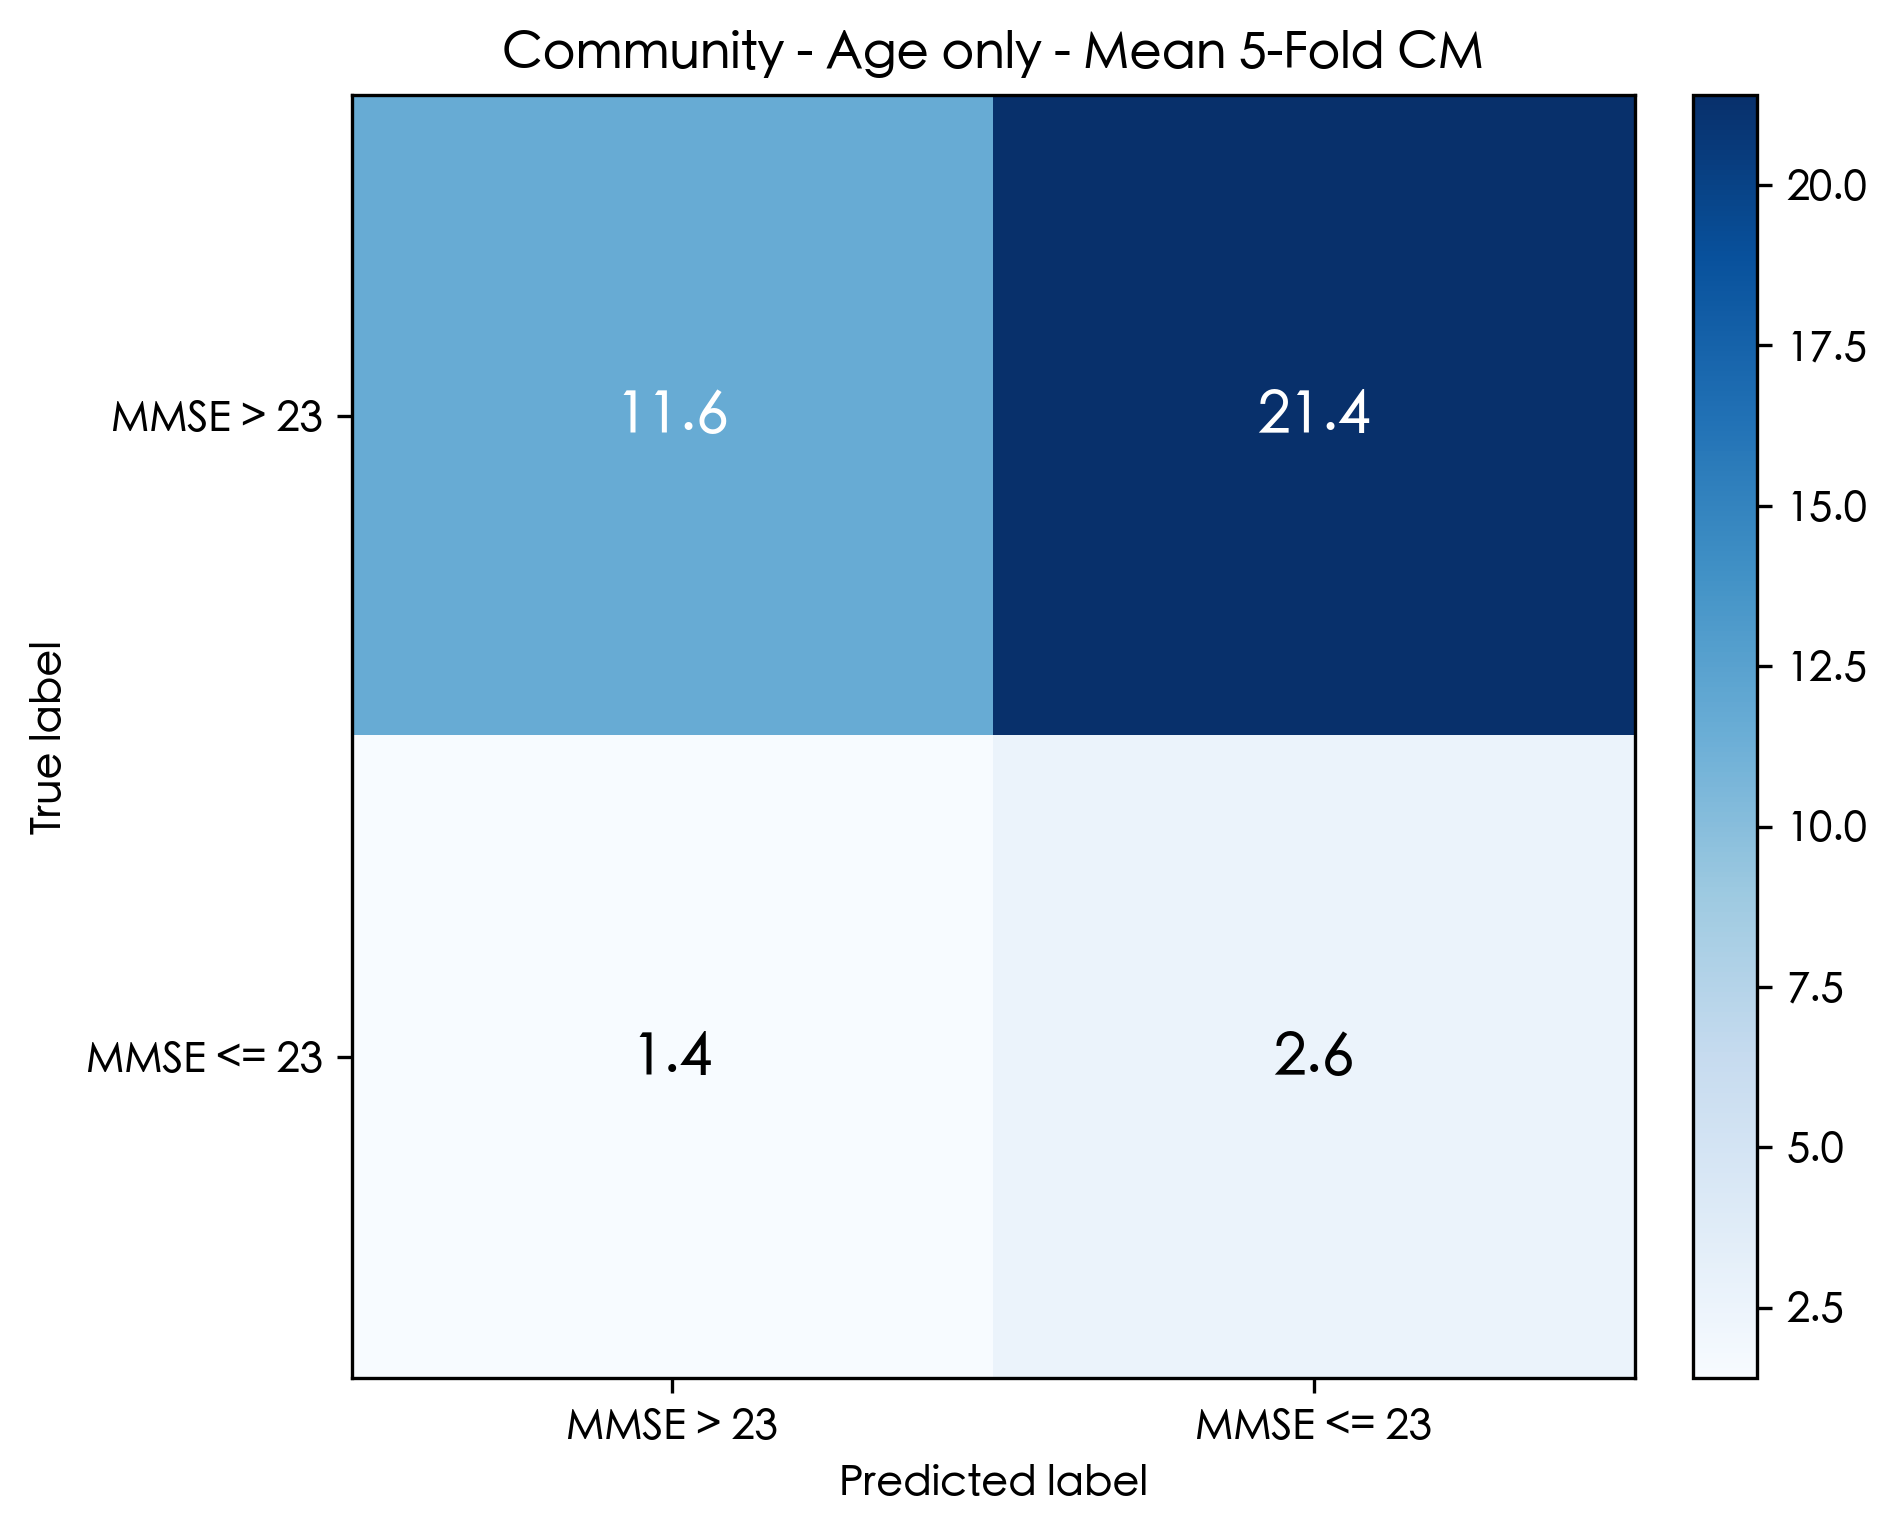 Community - Age only - Mean 5-Fold CM
True label
MMSE > 23
MMSE <= 23
11.6
21.4
1.4
2.6
MMSE > 23
MMSE <= 23
Predicted label
20.0
17.5
15.0
12.5
10.0
7.5
5.0
2.5